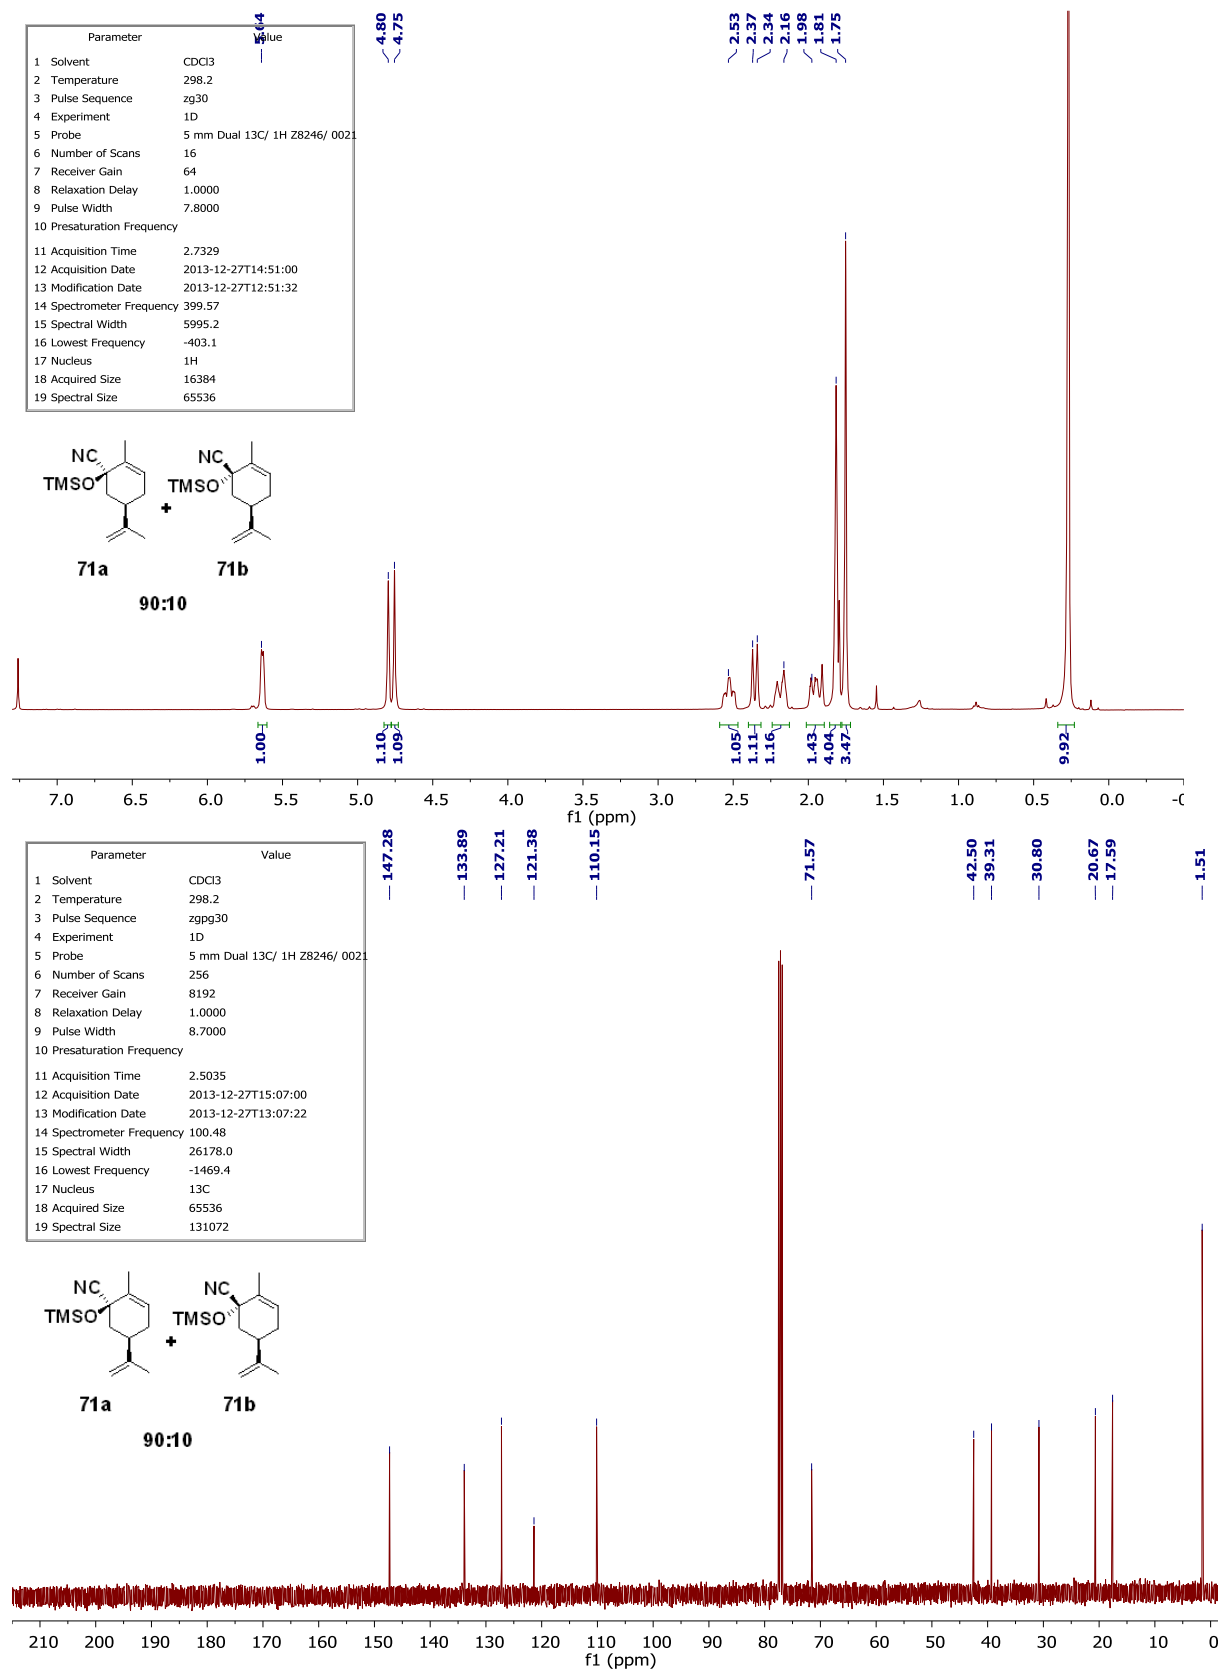 Parameter Value
1 Solvent CDCl3
2 Temperature 298.2
3 Pulse Sequence zg30
4 Experiment 1D
5 Probe 5 mm Dual 13C/ 1H Z8246/ 0021
6 Number of Scans 16
7 Receiver Gain 64
8 Relaxation Delay 1.0000
9 Pulse Width 7.8000
10 Presaturation Frequency
11 Acquisition Time 2.7329
12 Acquisition Date 2013-12-27T14:51:00
13 Modification Date 2013-12-27T12:51:32
14 Spectrometer Frequency 399.57
15 Spectral Width 5995.2
16 Lowest Frequency -403.1
17 Nucleus 1H
18 Acquired Size 16384
19 Spectral Size 65536
5.64 4.80 4.75 2.53 2.37 2.34 2.16 1.98 1.81 1.75
NC NC
TMSO TMSO
+
71a 71b
90:10
1.00 1.10 1.09 1.05 1.11 1.16 1.43 4.04 3.47 9.92
7.0 6.5 6.0 5.5 5.0 4.5 4.0 3.5 3.0 2.5 2.0 1.5 1.0 0.5 0.0 -0
f1 (ppm)
147.28 133.89 127.21 121.38 110.15 71.57 42.50 39.31 30.80 20.67 17.59 1.51
Parameter Value
1 Solvent CDCl3
2 Temperature 298.2
3 Pulse Sequence zgpg30
4 Experiment 1D
5 Probe 5 mm Dual 13C/ 1H Z8246/ 0021
6 Number of Scans 256
7 Receiver Gain 8192
8 Relaxation Delay 1.0000
9 Pulse Width 8.7000
10 Presaturation Frequency
11 Acquisition Time 2.5035
12 Acquisition Date 2013-12-27T15:07:00
13 Modification Date 2013-12-27T13:07:22
14 Spectrometer Frequency 100.48
15 Spectral Width 26178.0
16 Lowest Frequency -1469.4
17 Nucleus 13C
18 Acquired Size 65536
19 Spectral Size 131072
NC NC
TMSO TMSO
+
71a 71b
90:10
210 200 190 180 170 160 150 140 130 120 110 100 90 80 70 60 50 40 30 20 10 0
f1 (ppm)